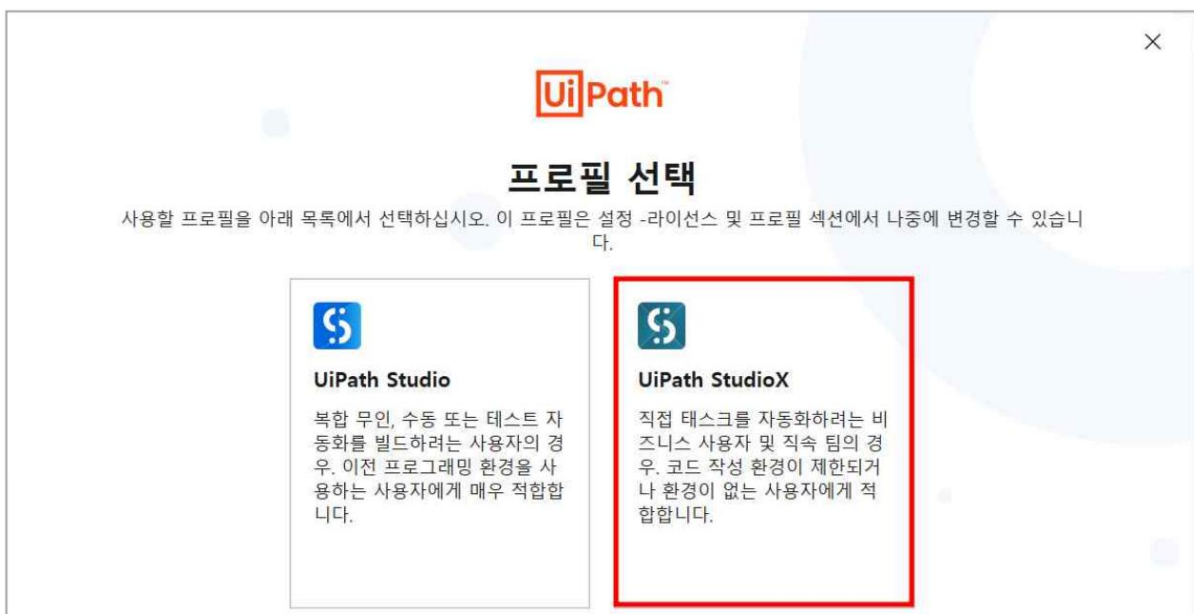 UiPath™
프로필 선택
사용할 프로필을 아래 목록에서 선택하십시오. 이 프로필은 설정 -라이선스 및 프로필 섹션에서 나중에 변경할 수 있습니
다.
UiPath Studio
복합 무인, 수동 또는 테스트 자
동화를 빌드하려는 사용자의 경
우. 이전 프로그래밍 환경을 사
용하는 사용자에게 매우 적합합
니다.
UiPath StudioX
직접 태스크를 자동화하려는 비
즈니스 사용자 및 직속 팀의 경
우. 코드 작성 환경이 제한되거
나 환경이 없는 사용자에게 적
합합니다.